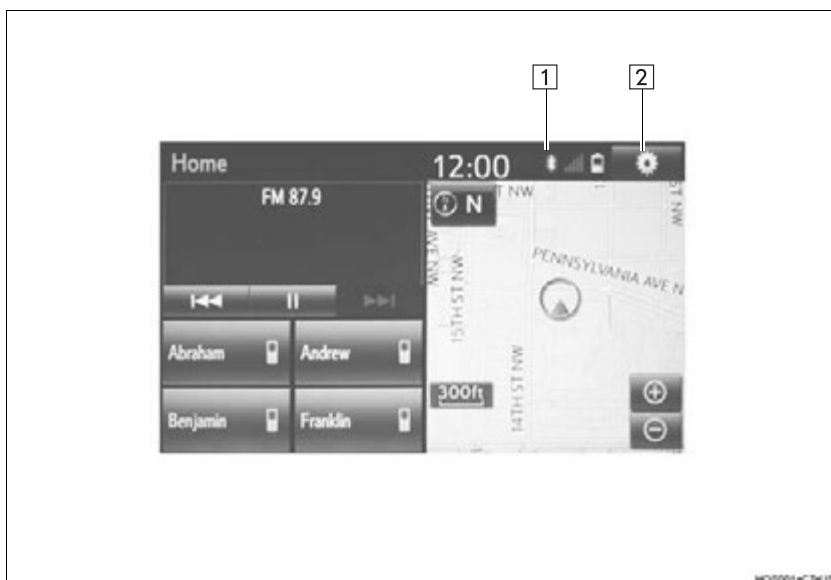 1
2
Home
12:00
FM 87.9
N
T NW
ST NW
AVE NW
15TH ST NW
PENNSYLVANIA AVE N
14TH ST NW
300ft
Abraham
Andrew
Benjamin
Franklin